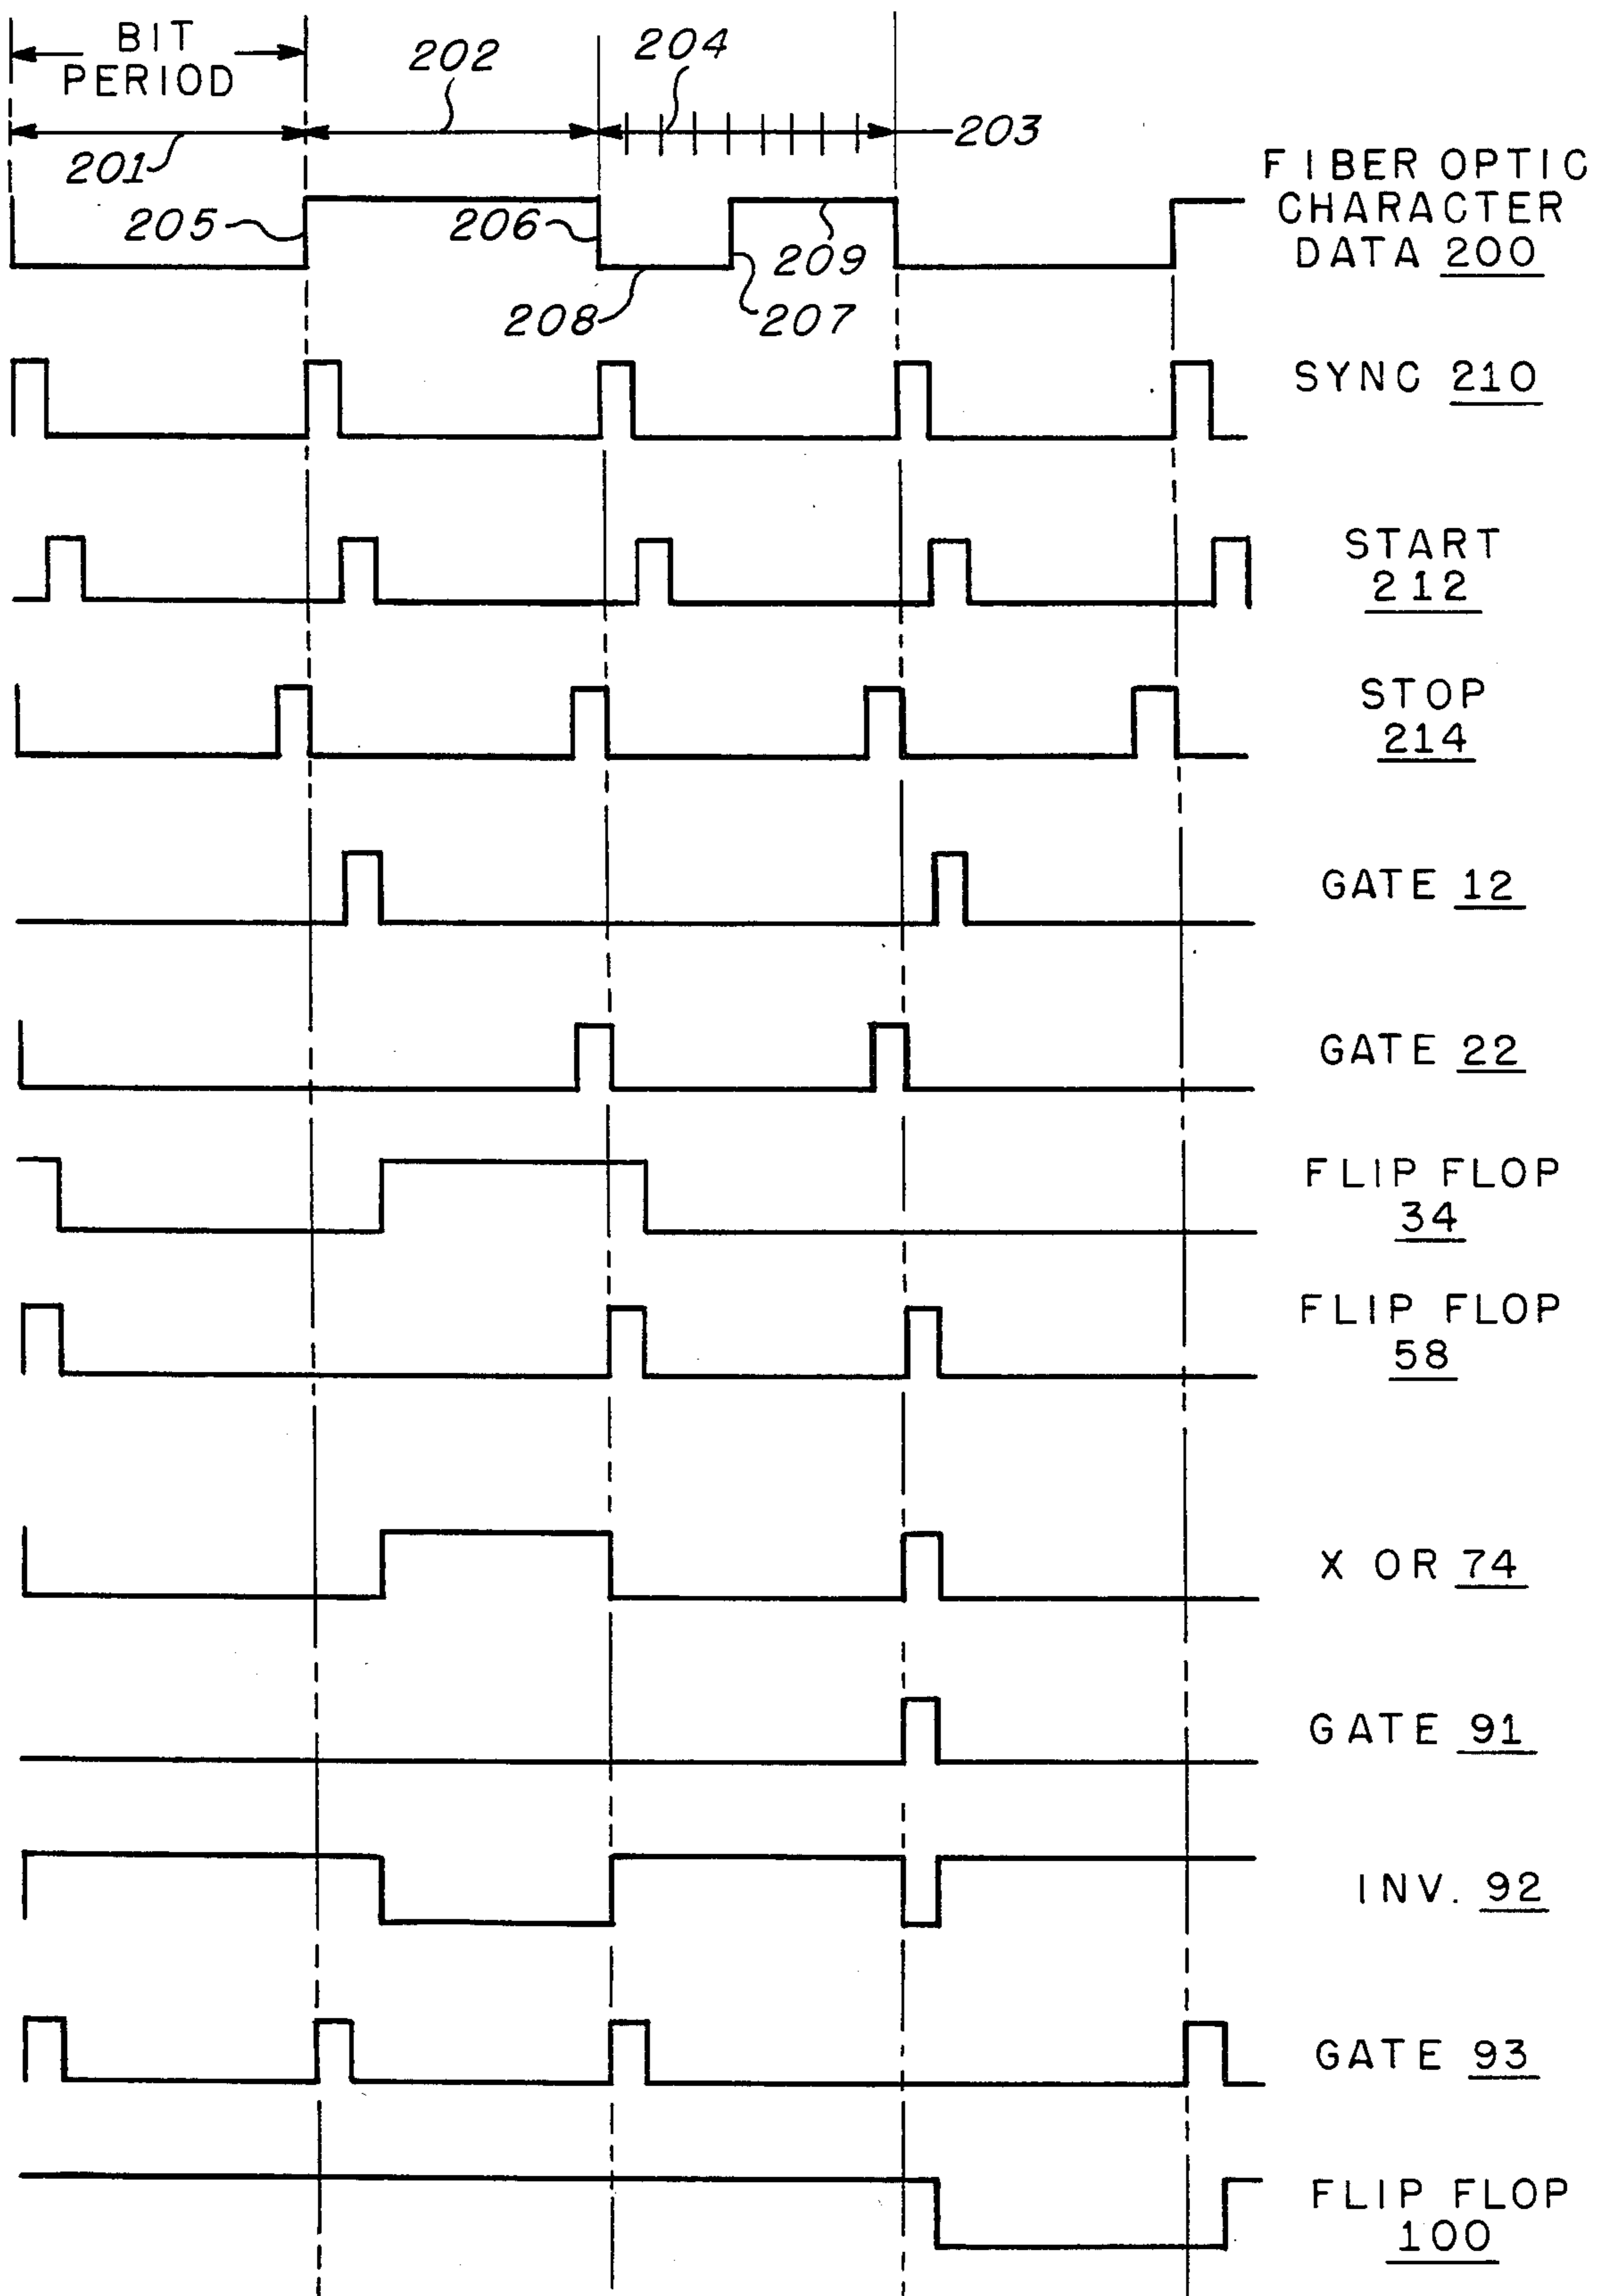 BIT
PERIOD
202
204
203
201
FIBER OPTIC
CHARACTER
DATA 200
205
206
209
208
207
SYNC 210
START
212
STOP
214
GATE 12
GATE 22
FLIP FLOP
34
FLIP FLOP
58
X OR 74
GATE 91
INV. 92
GATE 93
FLIP FLOP
100